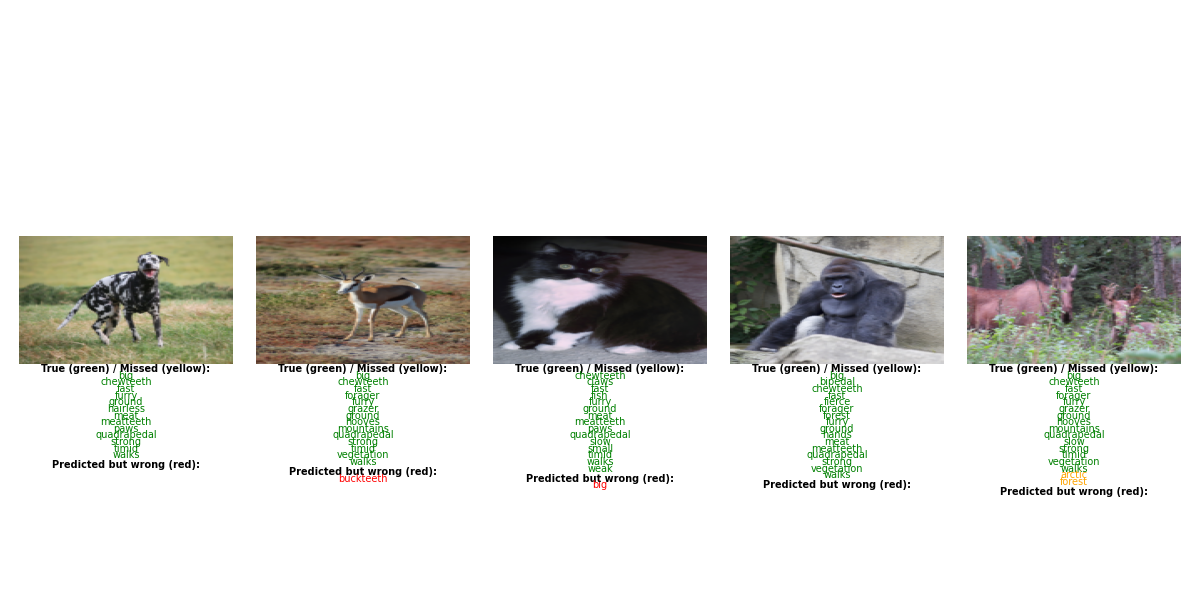 True (green) / Missed (yellow):
big
chewteeth
fast
furry
ground
hairless
meat
meatteeth
paws
quadrapedal
strong
timid
walks
Predicted but wrong (red):
True (green) / Missed (yellow):
big
chewteeth
fast
forager
furry
grazer
ground
hooves
mountains
quadrapedal
strong
timid
vegetation
walks
Predicted but wrong (red):
buckteeth
True (green) / Missed (yellow):
chewteeth
claws
fast
fish
furry
ground
meat
meatteeth
paws
quadrapedal
slow
small
timid
walks
weak
Predicted but wrong (red):
big
True (green) / Missed (yellow):
big
bipedal
chewteeth
fast
fierce
forager
forest
furry
ground
hands
meat
meatteeth
quadrapedal
strong
vegetation
walks
Predicted but wrong (red):
True (green) / Missed (yellow):
big
chewteeth
fast
forager
furry
grazer
ground
hooves
mountains
quadrapedal
slow
strong
timid
vegetation
walks
arctic
forest
Predicted but wrong (red):